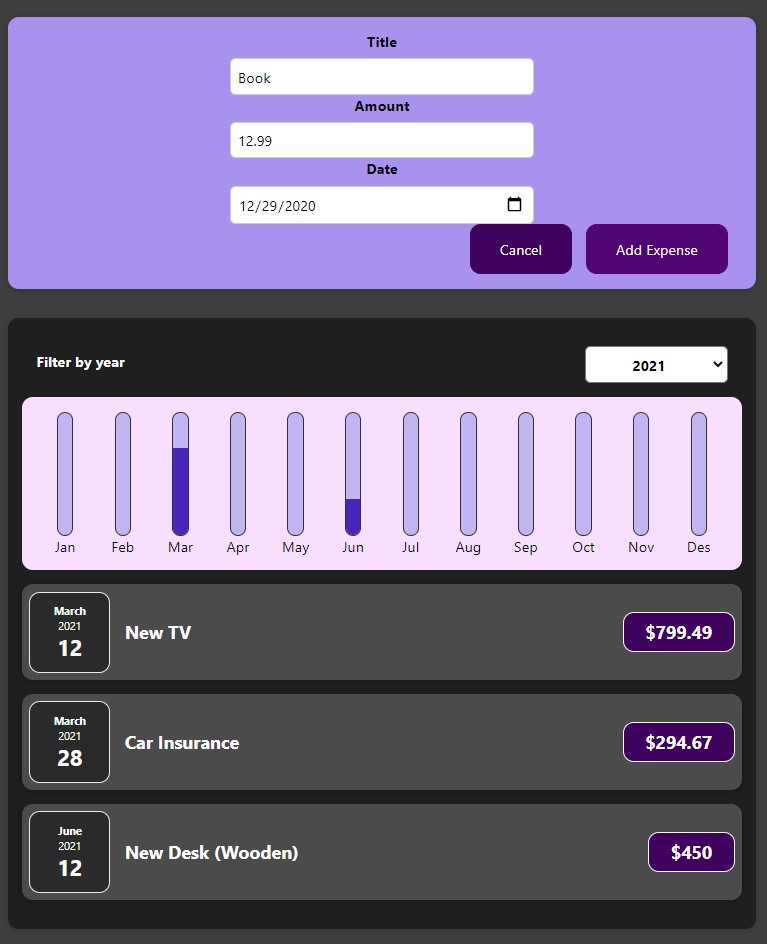 Title
Book
Amount
12.99
Date
12/29/2020
Cancel Add Expense
Filter by year 2021
Jan Feb Mar Apr May Jun Jul Aug Sep Oct Nov Des
March
2021
12
New TV
$799.49
March
2021
28
Car Insurance
$294.67
June
2021
12
New Desk (Wooden)
$450